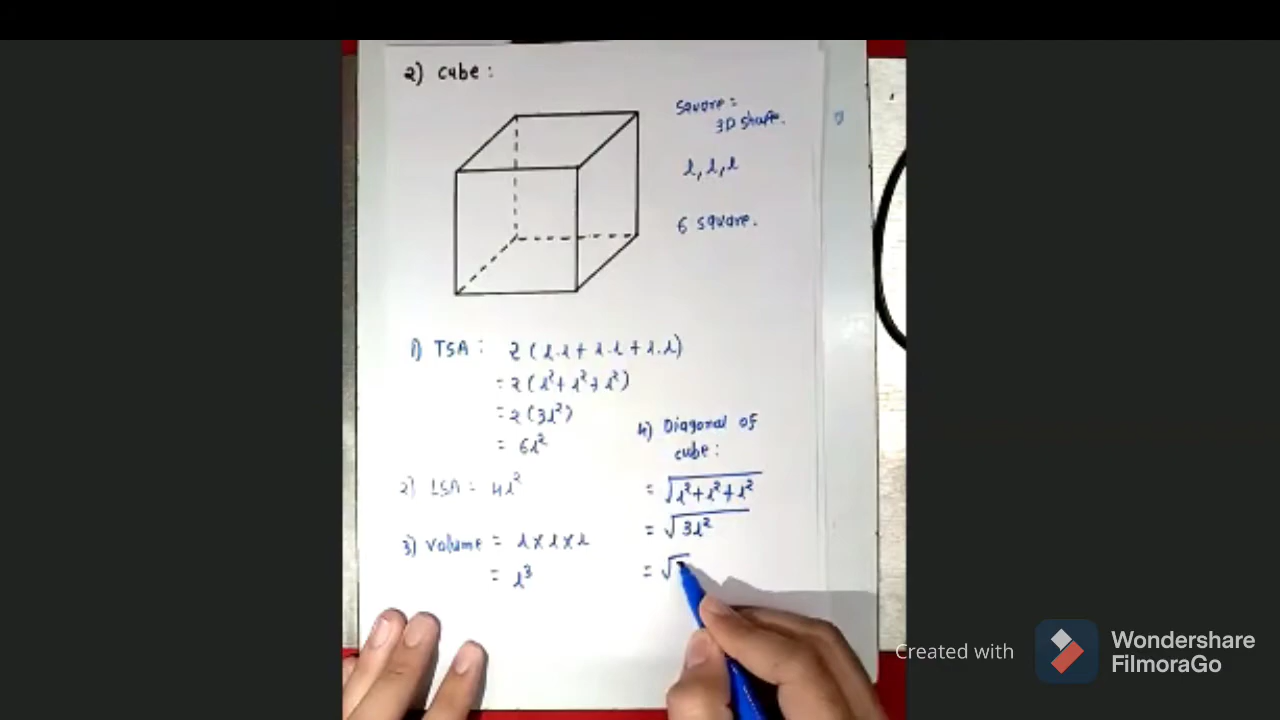 2) cube :
Square =
3D shape.
l, l, l
6 square.
1) TSA : 2 ( l.l + l.l + l.l)
= 2 ( l² + l² + l² )
= 2 (3l²)
= 6l²
2) LSA = 4l²
3) Volume = l × l × l
= l³
4) Diagonal of
cube :
= √l² + l² + l²
= √3l²
= √
Created with
Wondershare
FilmoraGo